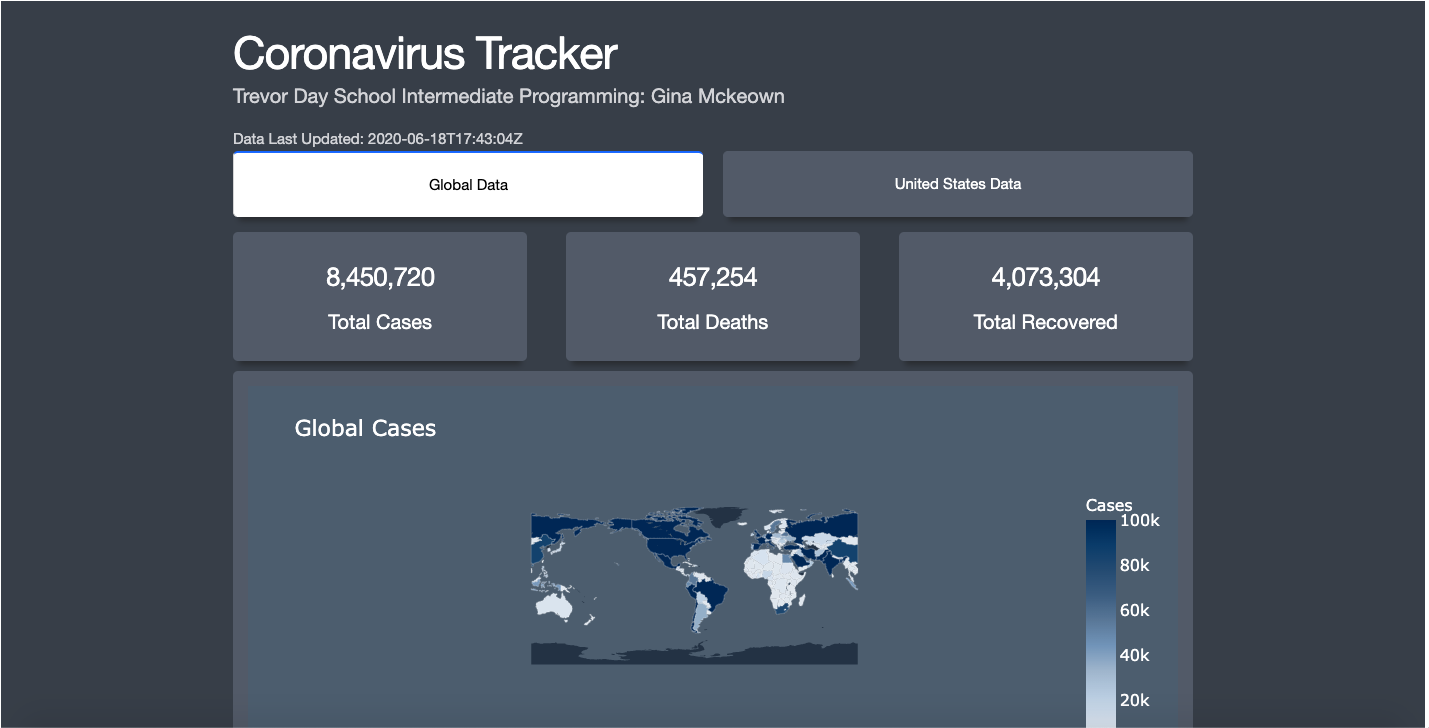 Coronavirus Tracker
Trevor Day School Intermediate Programming: Gina Mckeown
Data Last Updated: 2020-06-18T17:43:04Z
Global Data
United States Data
8,450,720
457,254
4,073,304
Total Cases
Total Deaths
Total Recovered
Global Cases
Cases
100k
80k
60k
40k
20k